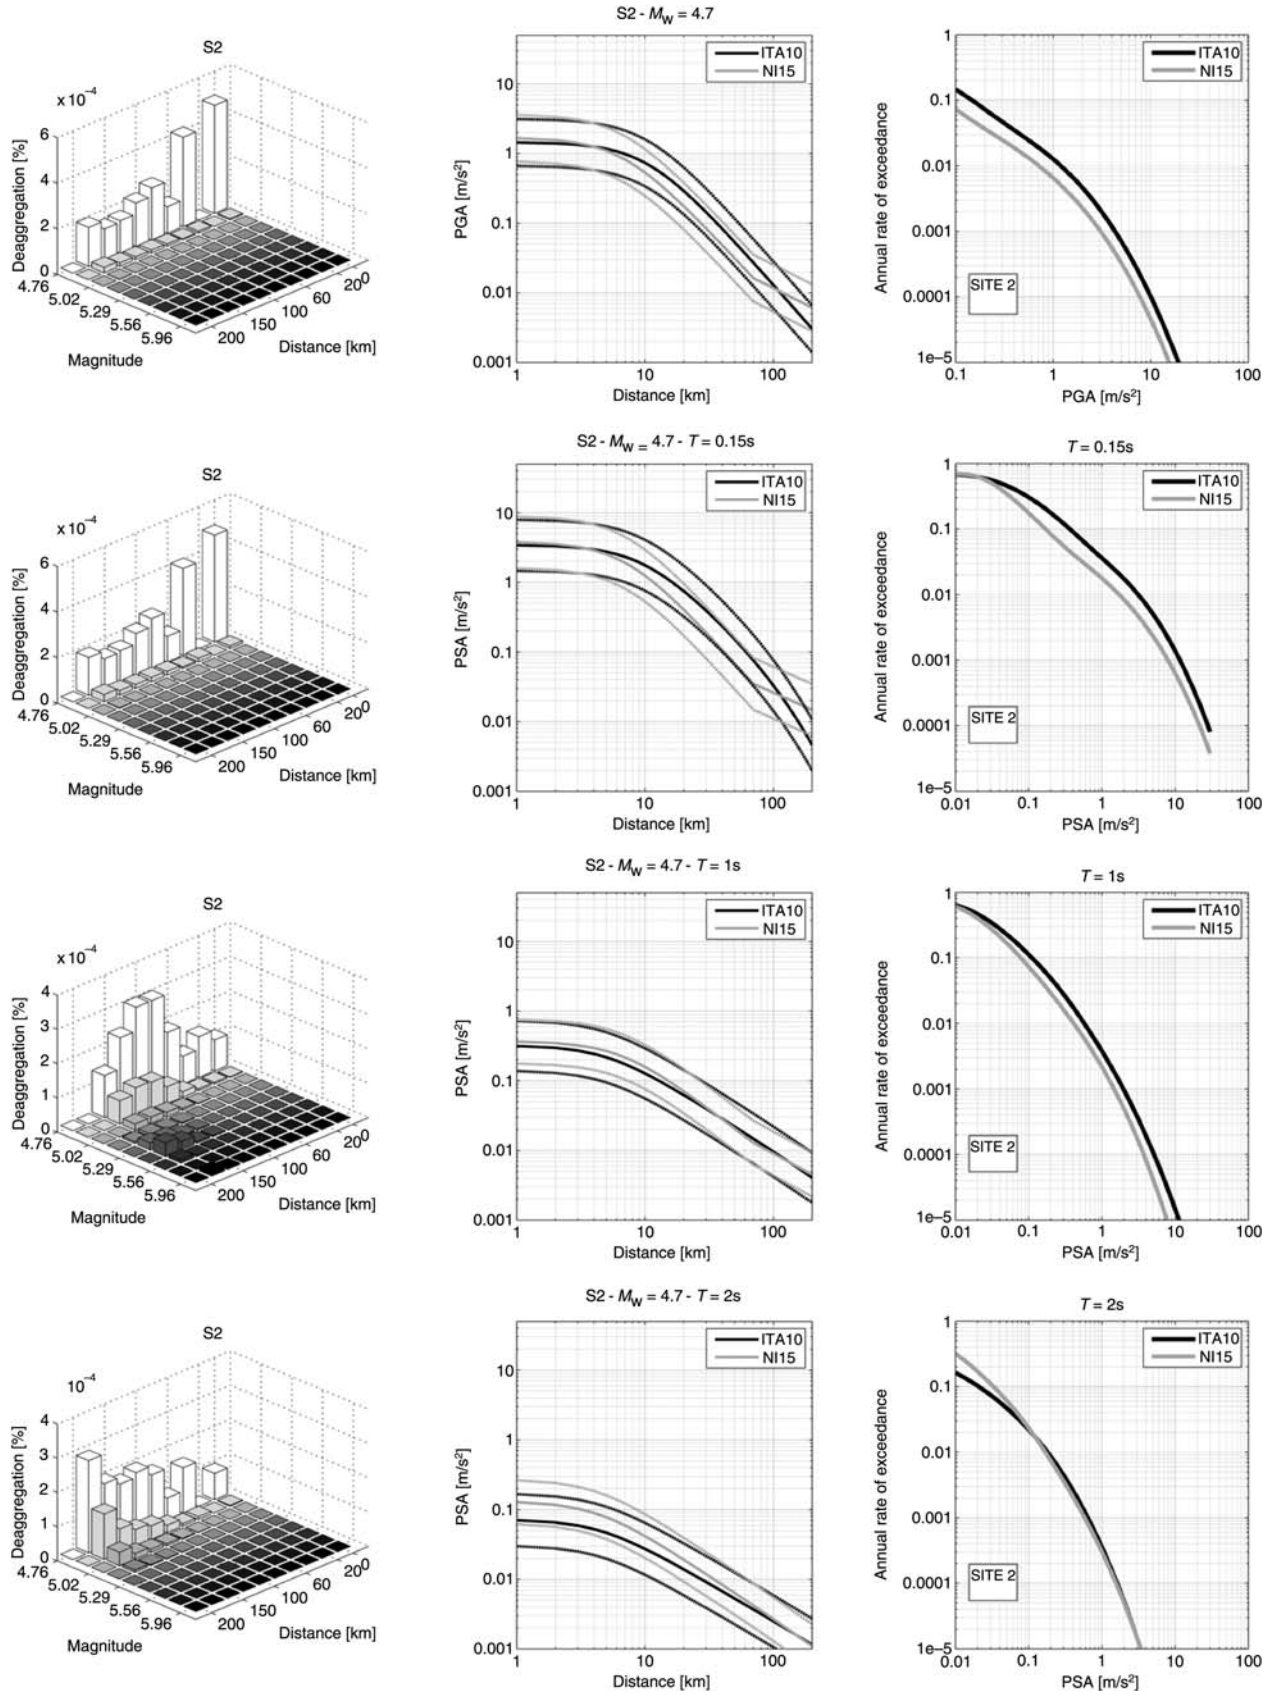 S2
x 10⁻⁴
Deaggregation [%]
6
4
2
0
4.76
5.02
5.29
5.56
5.96
Magnitude
200
150
100
60
20
0
Distance [km]
S2 - M_W = 4.7
ITA10
NI15
PGA [m/s²]
10
1
0.1
0.01
0.001
1
10
100
Distance [km]
ITA10
NI15
Annual rate of exceedance
1
0.1
0.01
0.001
0.0001
1e–5
SITE 2
0.1
1
10
100
PGA [m/s²]
S2
x 10⁻⁴
Deaggregation [%]
6
4
2
0
4.76
5.02
5.29
5.56
5.96
Magnitude
200
150
100
60
20
0
Distance [km]
S2 - M_W = 4.7 - T = 0.15s
ITA10
NI15
PSA [m/s²]
10
1
0.1
0.01
0.001
1
10
100
Distance [km]
T = 0.15s
ITA10
NI15
Annual rate of exceedance
1
0.1
0.01
0.001
0.0001
1e–5
SITE 2
0.01
0.1
1
10
100
PSA [m/s²]
S2
x 10⁻⁴
Deaggregation [%]
4
3
2
1
0
4.76
5.02
5.29
5.56
5.96
Magnitude
200
150
100
60
20
0
Distance [km]
S2 - M_W = 4.7 - T = 1s
ITA10
NI15
PSA [m/s²]
10
1
0.1
0.01
0.001
1
10
100
Distance [km]
T = 1s
ITA10
NI15
Annual rate of exceedance
1
0.1
0.01
0.001
0.0001
1e–5
SITE 2
0.01
0.1
1
10
100
PSA [m/s²]
S2
10⁻⁴
Deaggregation [%]
4
3
2
1
0
4.76
5.02
5.29
5.56
5.96
Magnitude
200
150
100
60
20
0
Distance [km]
S2 - M_W = 4.7 - T = 2s
ITA10
NI15
PSA [m/s²]
10
1
0.1
0.01
0.001
1
10
100
Distance [km]
T = 2s
ITA10
NI15
Annual rate of exceedance
1
0.1
0.01
0.001
0.0001
1e–5
SITE 2
0.01
0.1
1
10
100
PSA [m/s²]